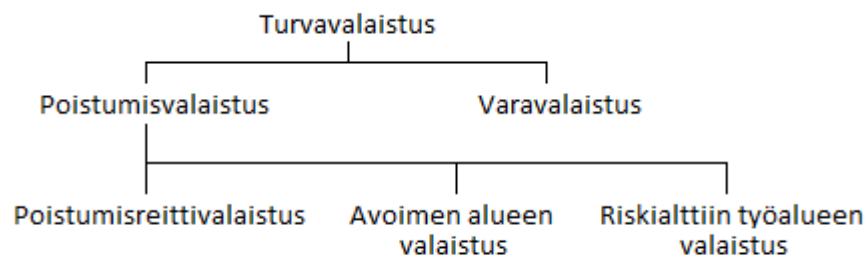 Turvavalaistus
Poistumisvalaistus
Varavalaistus
Poistumisreittivalaistus
Avoimen alueen
valaistus
Riskialttiin työalueen
valaistus